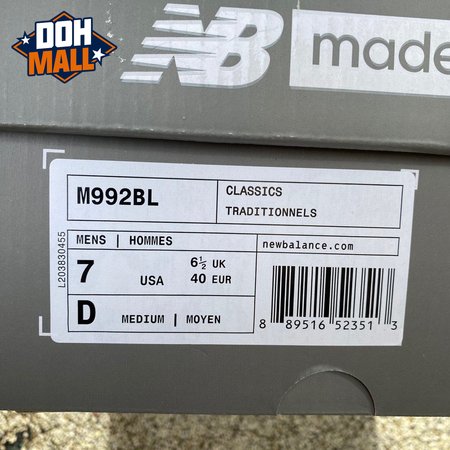 DOH
MALL
NB made
M992BL
CLASSICS
TRADITIONNELS
MENS | HOMMES
7 USA 6½ UK
40 EUR
D MEDIUM | MOYEN
newbalance.com
8 89516 52351 3
L203830455